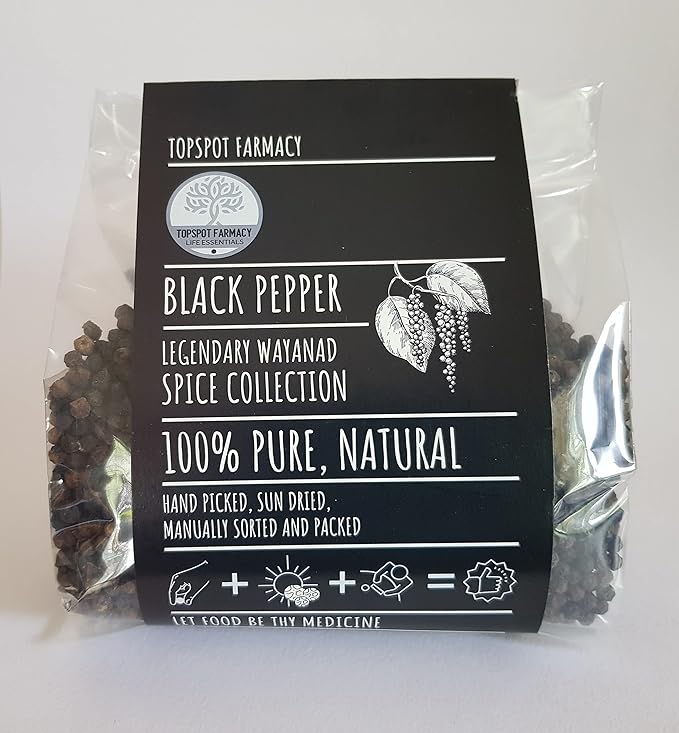 TOPSPOT FARMACY
TOPSPOT FARMACY
LIFE ESSENTIALS
BLACK PEPPER
LEGENDARY WAYANAD
SPICE COLLECTION
100% PURE, NATURAL
HAND PICKED, SUN DRIED,
MANUALLY SORTED AND PACKED
+ + =
LET FOOD BE THY MEDICINE